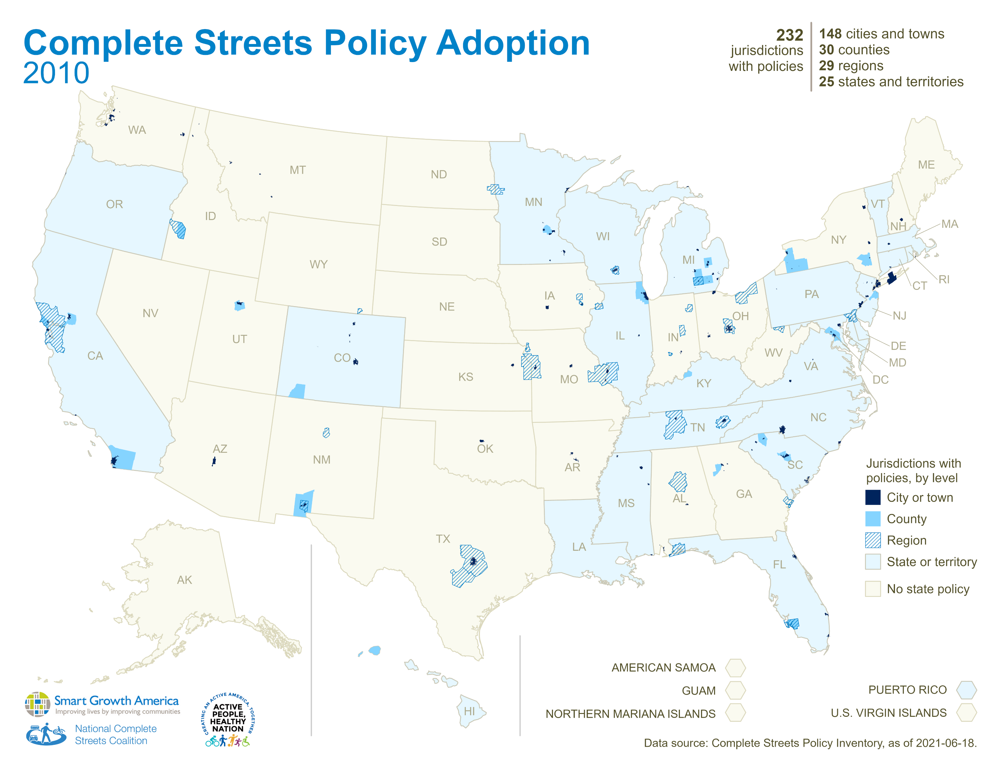 Complete Streets Policy Adoption
2010
232
jurisdictions
with policies
148 cities and towns
30 counties
29 regions
25 states and territories
WA
MT
ND
MN
OR
ID
SD
WI
MI
WY
IA
NE
NV
UT
CO
CA
KS
MO
IL
IN
OH
PA
NY
VT
NH
ME
MA
RI
CT
NJ
DE
MD
DC
WV
VA
KY
NC
TN
SC
AZ
NM
OK
AR
MS
AL
GA
TX
LA
FL
AK
HI
Jurisdictions with
policies, by level
City or town
County
Region
State or territory
No state policy
AMERICAN SAMOA
GUAM
NORTHERN MARIANA ISLANDS
PUERTO RICO
U.S. VIRGIN ISLANDS
Smart Growth America
Improving lives by improving communities
National Complete
Streets Coalition
CREATING AN ACTIVE AMERICA, TOGETHER
ACTIVE
PEOPLE,
HEALTHY
NATION
Data source: Complete Streets Policy Inventory, as of 2021-06-18.